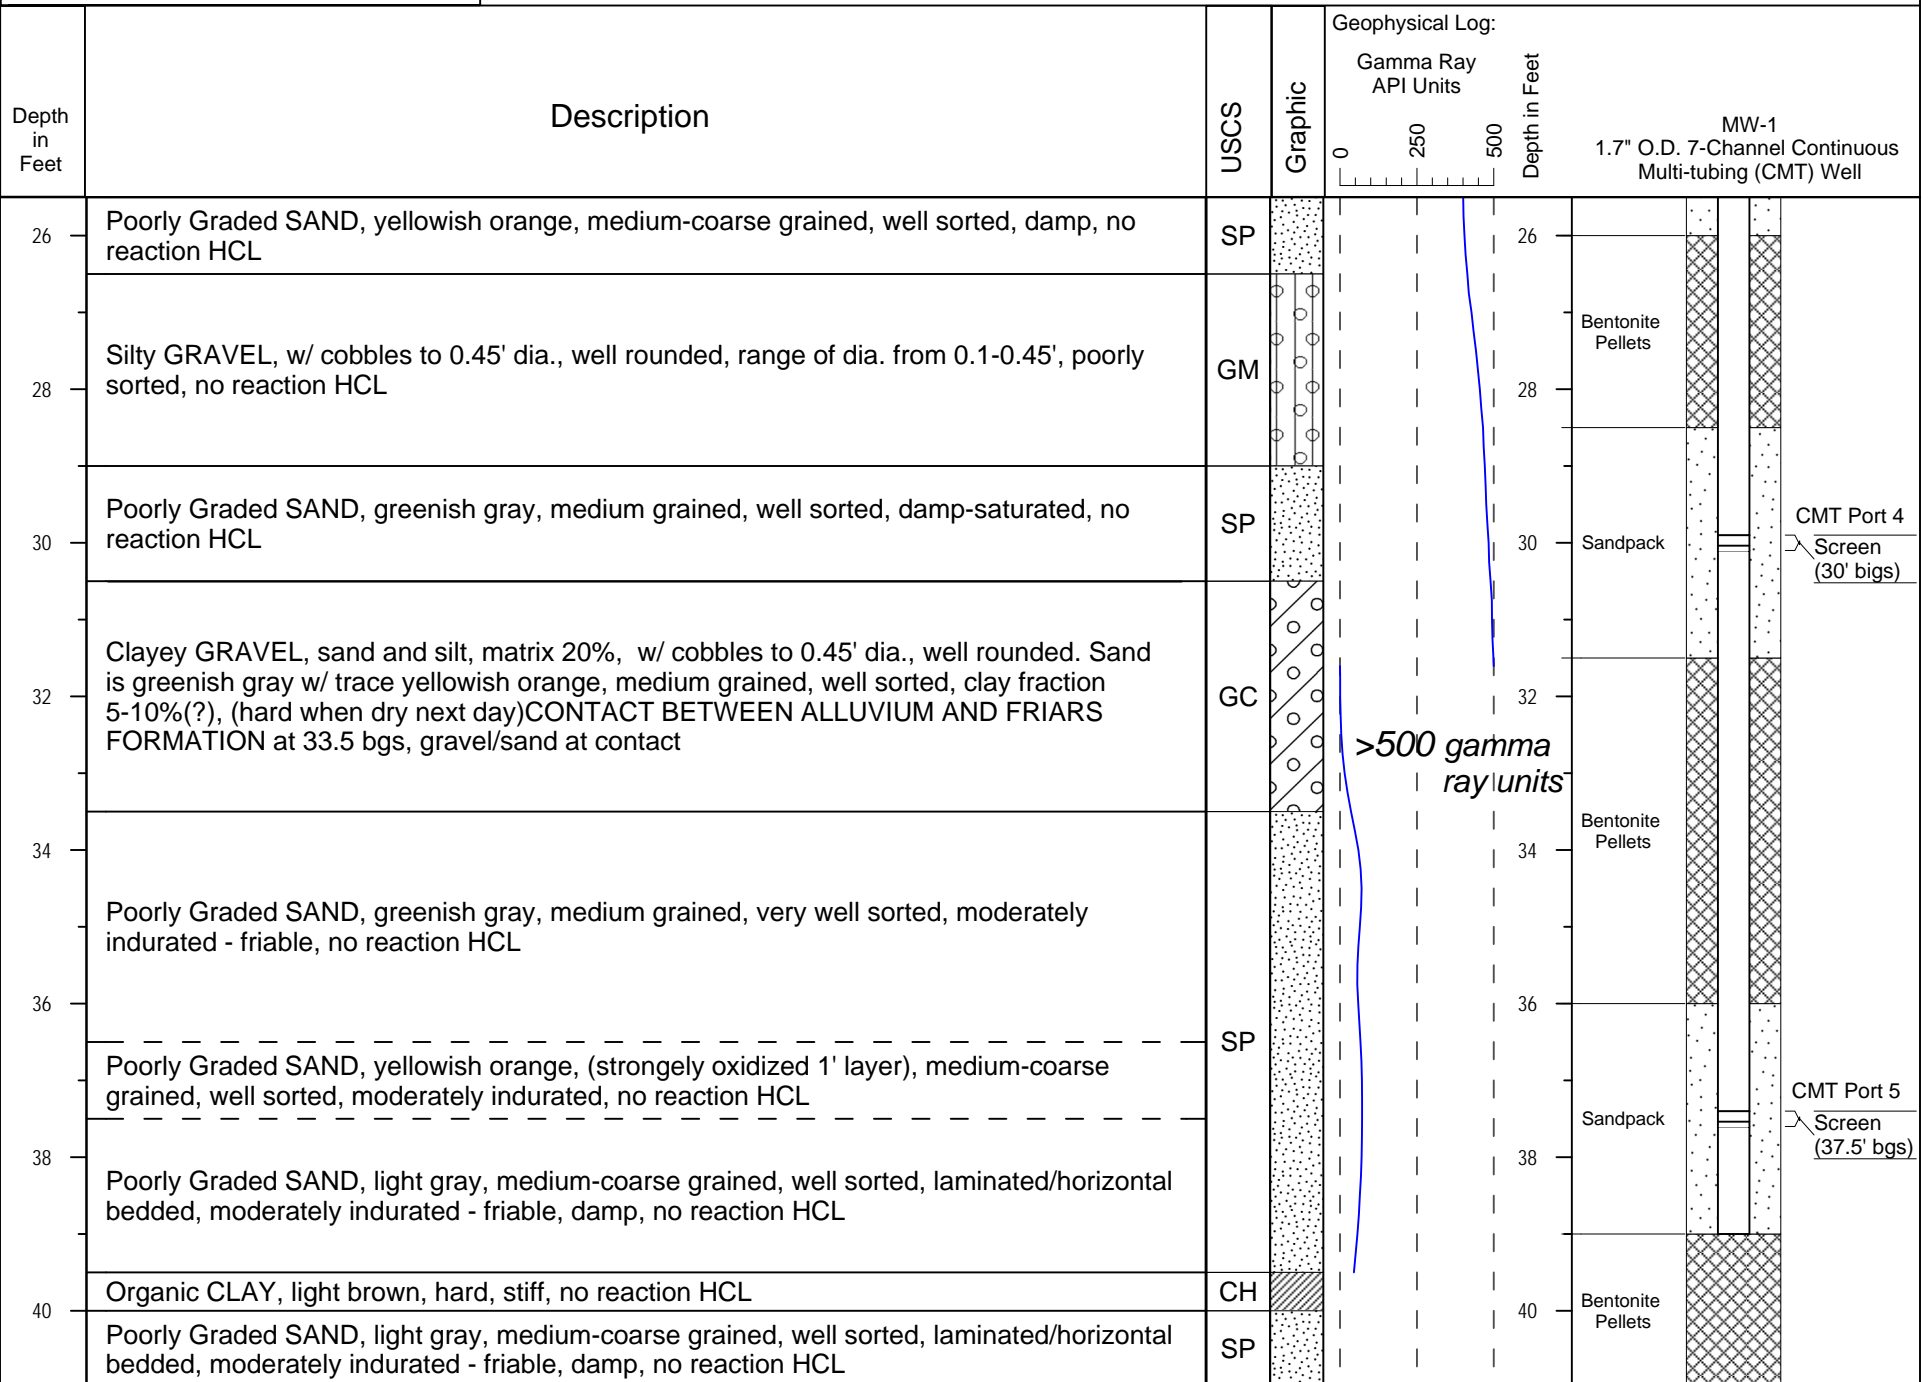 Geophysical Log:
Depth
in
Feet
Description
USCS
Graphic
Gamma Ray
API Units
0
250
500
Depth in Feet
MW-1
1.7" O.D. 7-Channel Continuous
Multi-tubing (CMT) Well
26
Poorly Graded SAND, yellowish orange, medium-coarse grained, well sorted, damp, no
reaction HCL
SP
26
Silty GRAVEL, w/ cobbles to 0.45' dia., well rounded, range of dia. from 0.1-0.45', poorly
sorted, no reaction HCL
GM
Bentonite
Pellets
28
28
Poorly Graded SAND, greenish gray, medium grained, well sorted, damp-saturated, no
reaction HCL
SP
30
30
Sandpack
CMT Port 4
Screen
(30' bigs)
Clayey GRAVEL, sand and silt, matrix 20%,  w/ cobbles to 0.45' dia., well rounded. Sand
is greenish gray w/ trace yellowish orange, medium grained, well sorted, clay fraction
5-10%(?), (hard when dry next day)CONTACT BETWEEN ALLUVIUM AND FRIARS
FORMATION at 33.5 bgs, gravel/sand at contact
32
GC
32
>500 gamma
ray units
Bentonite
Pellets
34
34
Poorly Graded SAND, greenish gray, medium grained, very well sorted, moderately
indurated - friable, no reaction HCL
36
36
SP
Poorly Graded SAND, yellowish orange, (strongely oxidized 1' layer), medium-coarse
grained, well sorted, moderately indurated, no reaction HCL
Sandpack
CMT Port 5
Screen
(37.5' bgs)
38
38
Poorly Graded SAND, light gray, medium-coarse grained, well sorted, laminated/horizontal
bedded, moderately indurated - friable, damp, no reaction HCL
Organic CLAY, light brown, hard, stiff, no reaction HCL
CH
40
40
Bentonite
Pellets
Poorly Graded SAND, light gray, medium-coarse grained, well sorted, laminated/horizontal
bedded, moderately indurated - friable, damp, no reaction HCL
SP